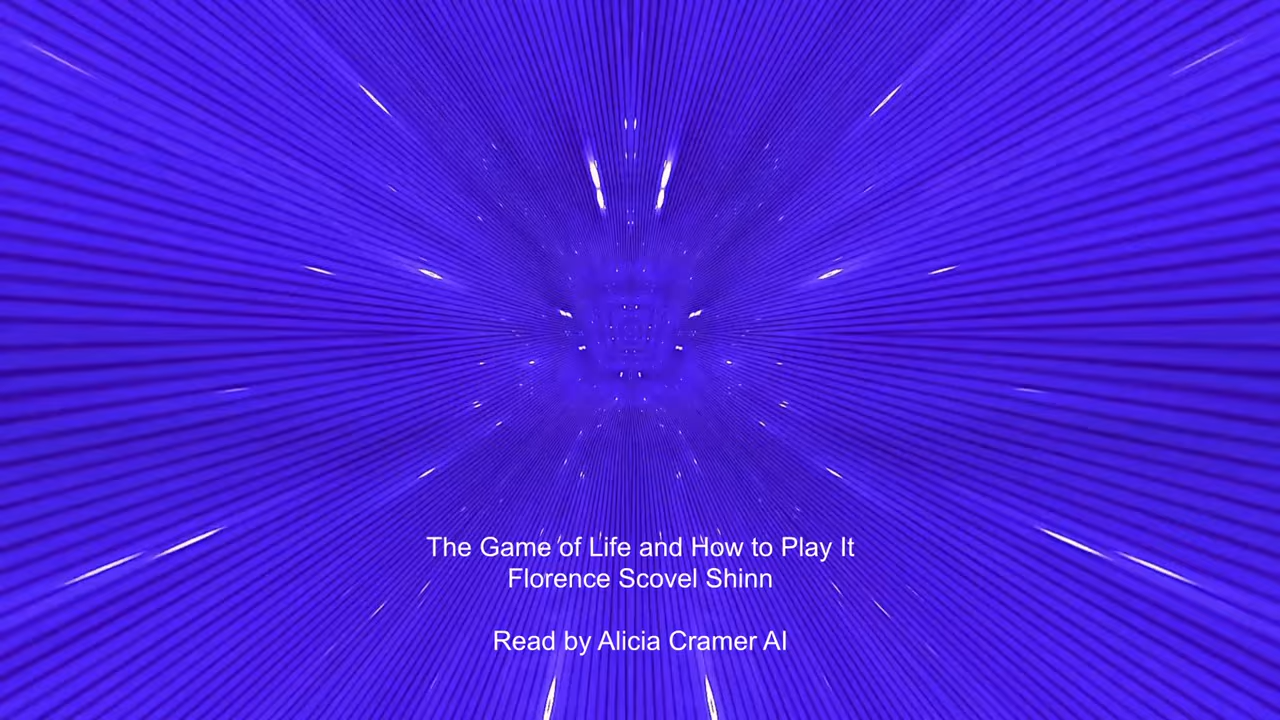 The Game of Life and How to Play It
Florence Scovel Shinn
Read by Alicia Cramer AI